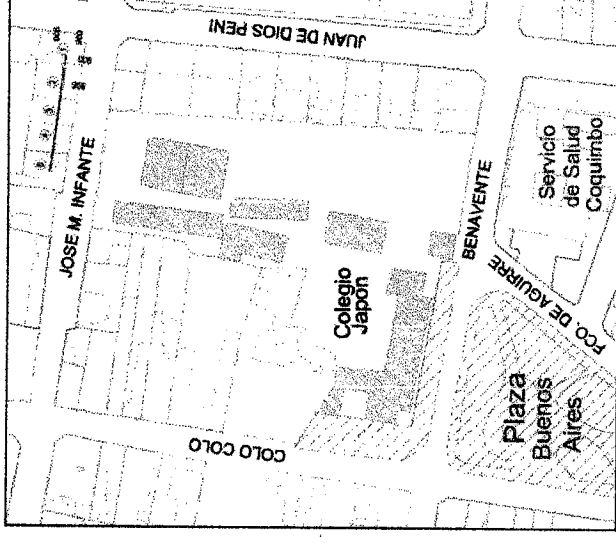 JUAN DE DIOS PENI
JOSE M. INFANTE
BENAVENTE
Servicio
de Salud
Coquimbo
Colegio
Japon
FCO. DE AGUIRRE
Plaza
Buenos
Aires
COLO COLO